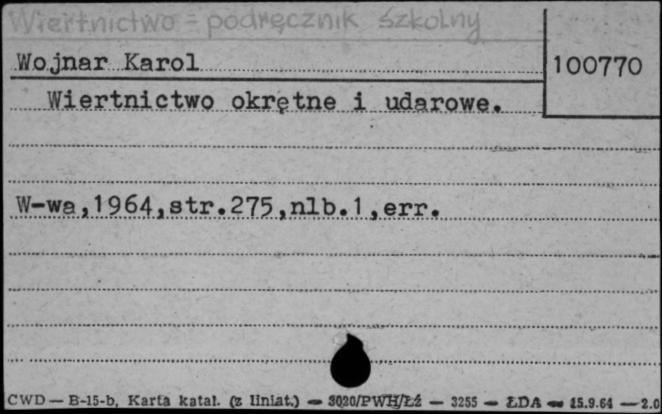 Wiertnictwo = podręcznik szkolny
Wojnar Karol
100770
Wiertnictwo okrętne i udarowe.
W-wa,1964,str.275,nlb.1,err.
CWD — B-15-b, Karta katal. (z liniat.) — 3020/PWH/Łź — 3255 — ŁDA — 15.9.64 — 2.0